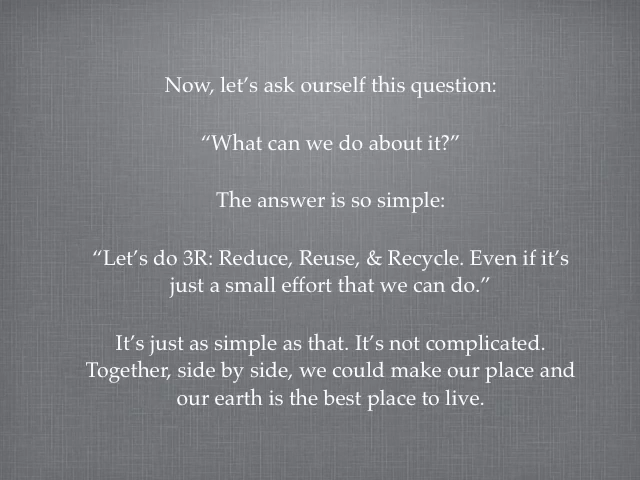 Now, let’s ask ourself this question:
“What can we do about it?”
The answer is so simple:
“Let’s do 3R: Reduce, Reuse, & Recycle. Even if it’s
just a small effort that we can do.”
It’s just as simple as that. It’s not complicated.
Together, side by side, we could make our place and
our earth is the best place to live.